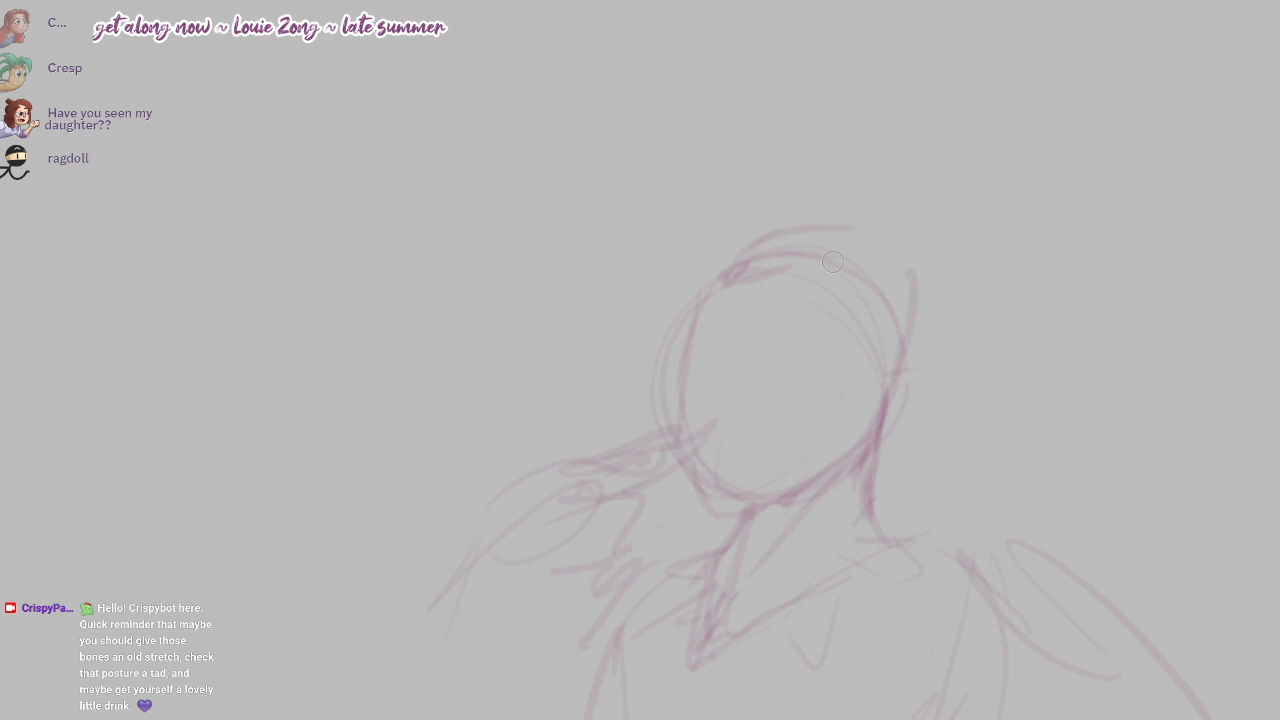 C...
get along now ~ Louie Zong ~ late summer
Cresp
Have you seen my
daughter??
ragdoll
CrispyPa... Hello! Crispybot here.
Quick reminder that maybe
you should give those
bones an old stretch, check
that posture a tad, and
maybe get yourself a lovely
little drink.